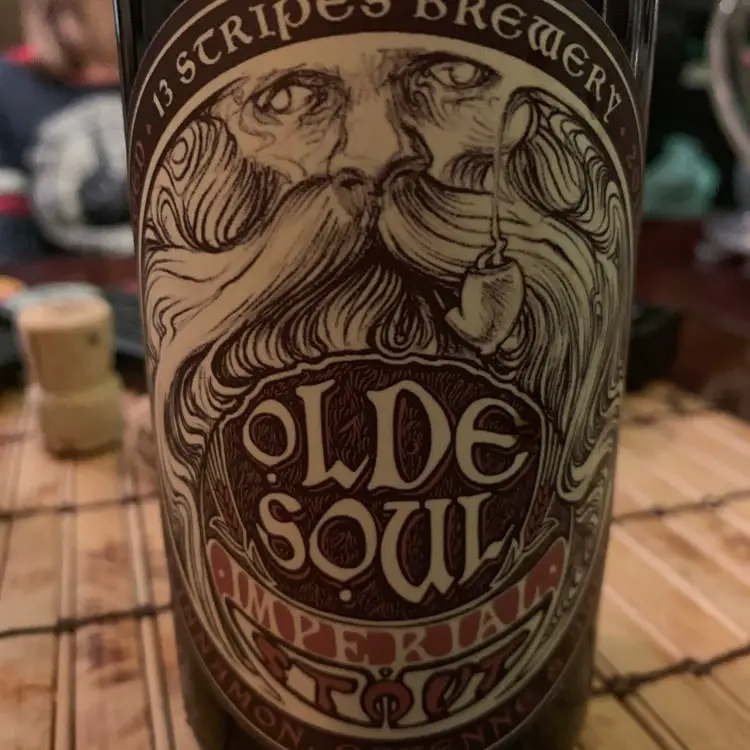 13 STRIPES BREWERY
OLDE
SOUL
IMPERIAL
STOUT